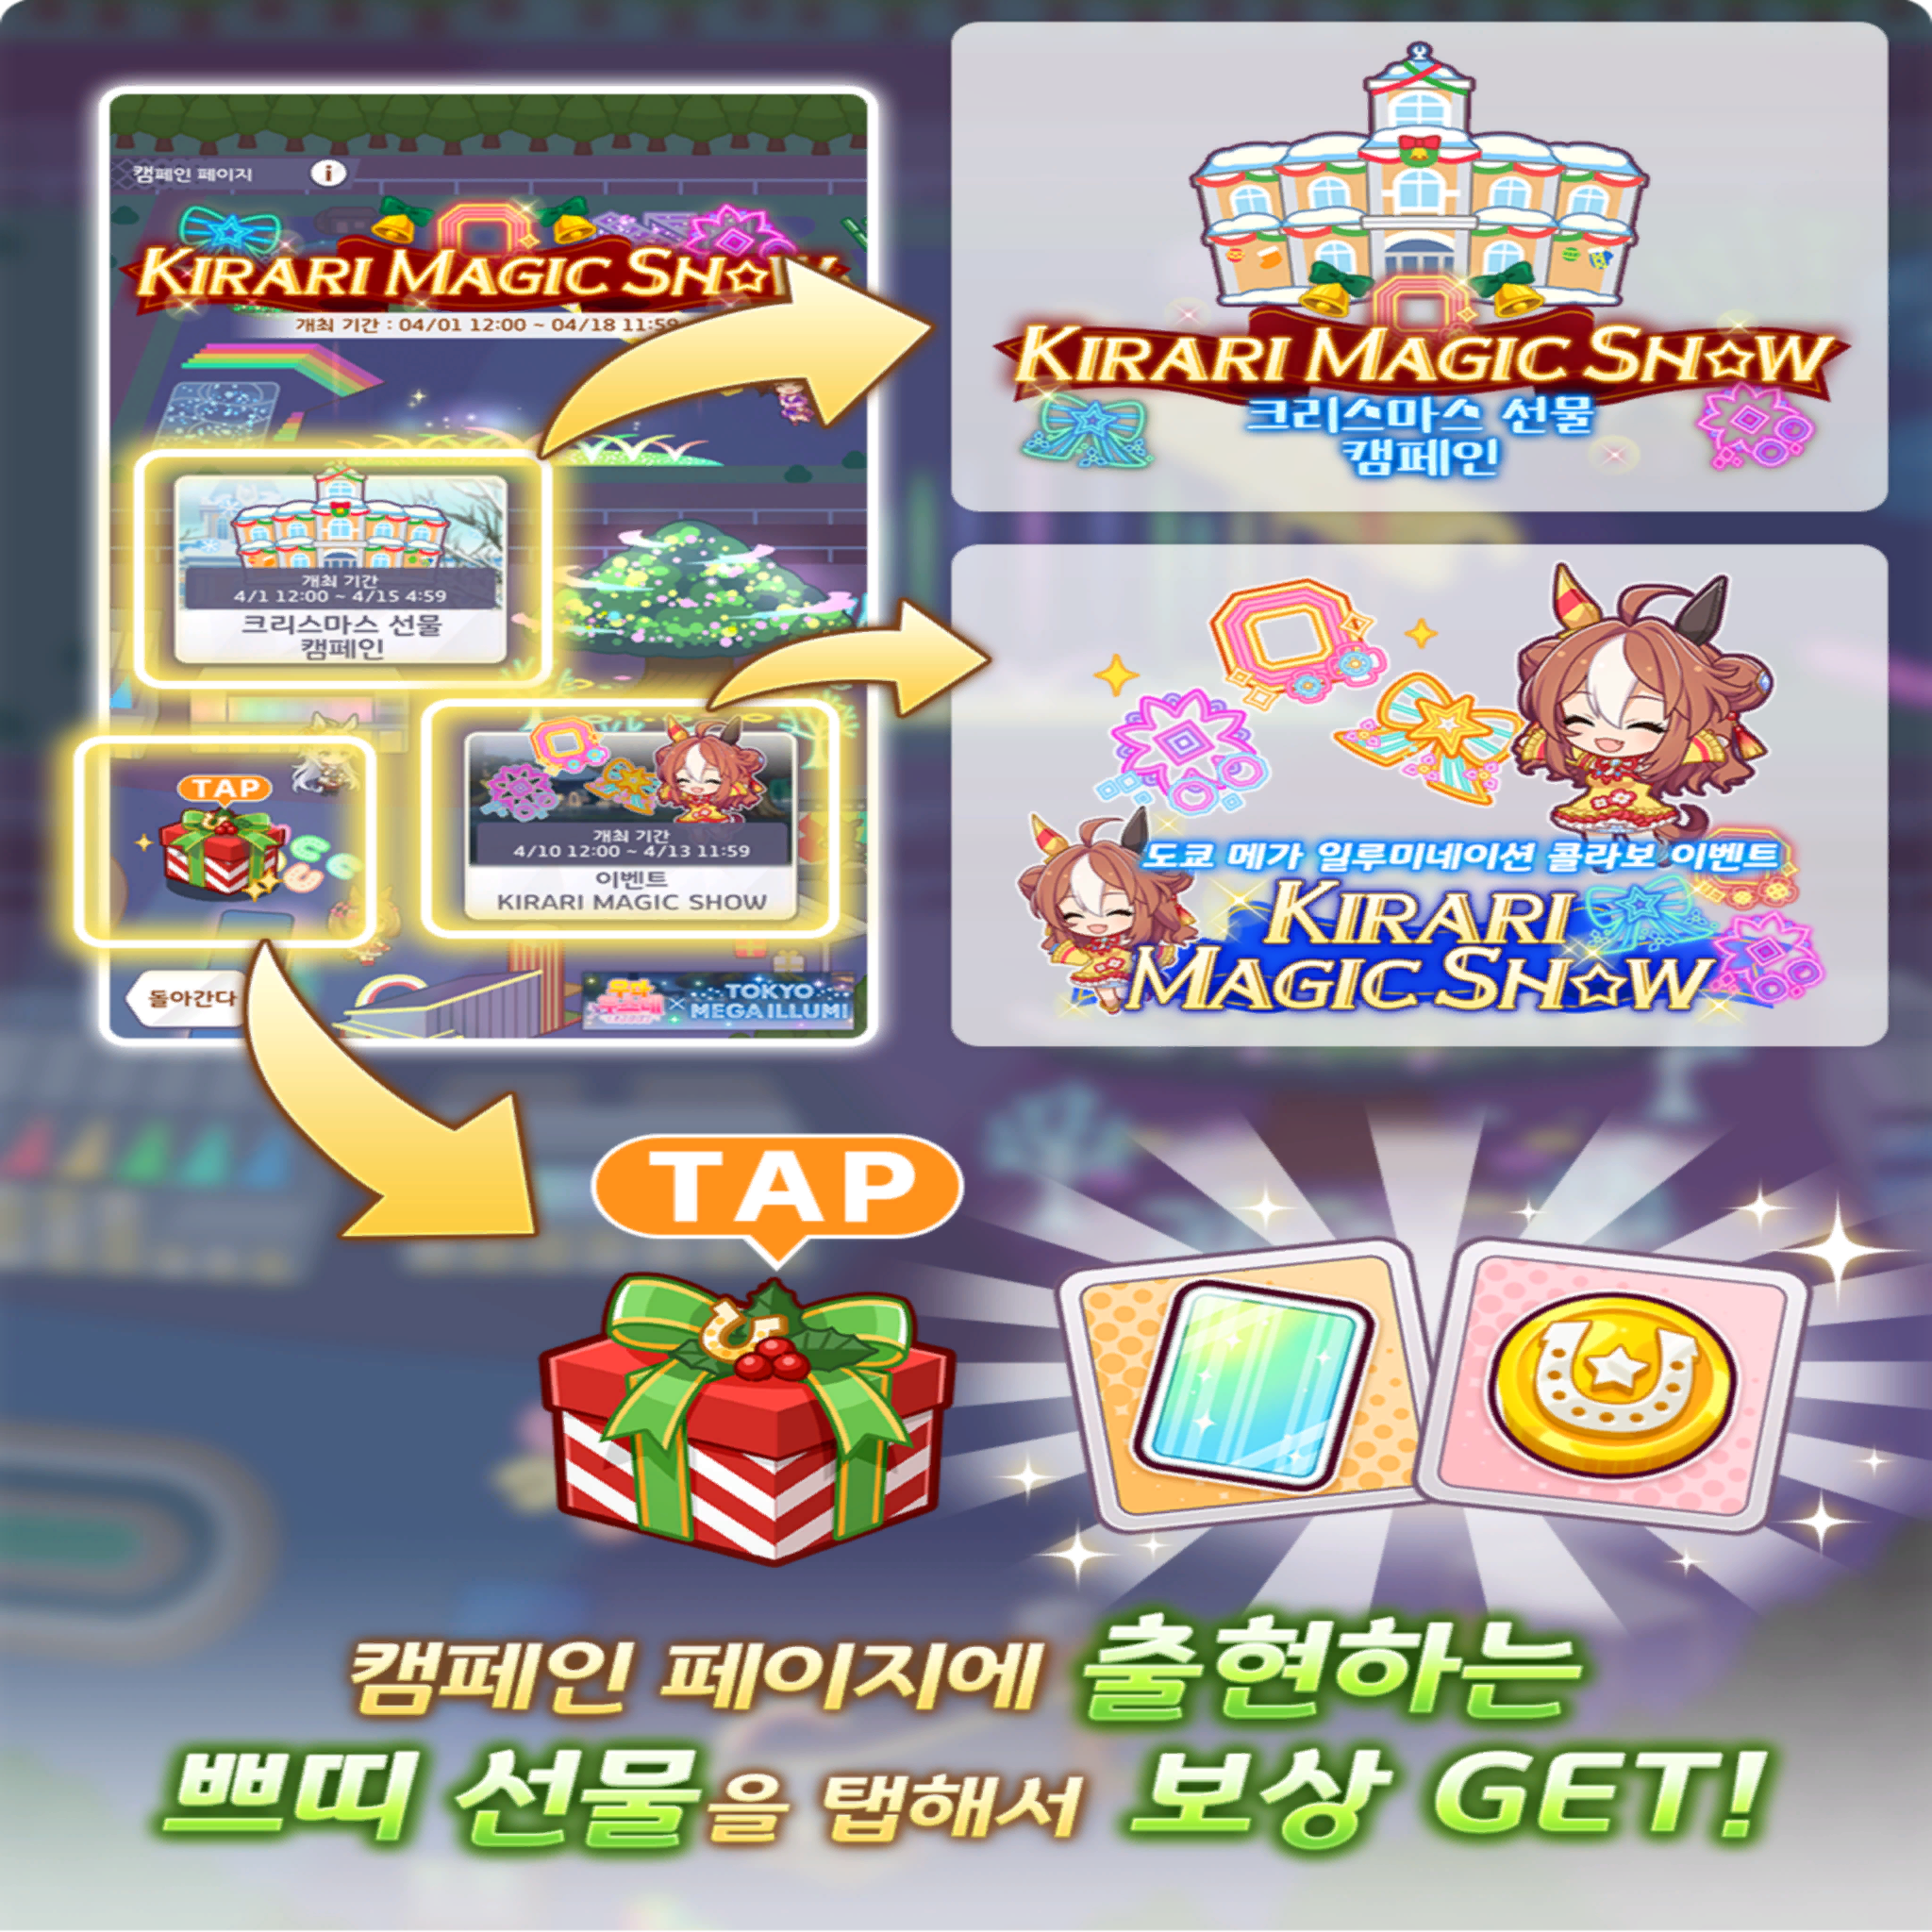 캠페인 페이지
i
KIRARI MAGIC SH☆W
개최 기간 : 04/01 12:00 ~ 04/18 11:59
개최 기간
4/1 12:00 ~ 4/15 4:59
크리스마스 선물
캠페인
TAP
개최 기간
4/10 12:00 ~ 4/13 11:59
이벤트
KIRARI MAGIC SHOW
돌아간다
TOKYO
MEGA ILLUMI
KIRARI MAGIC SH☆W
크리스마스 선물
캠페인
도쿄 메가 일루미네이션 콜라보 이벤트
KIRARI
MAGIC SH☆W
TAP
캠페인 페이지에 출현하는
쁘띠 선물을 탭해서 보상 GET!